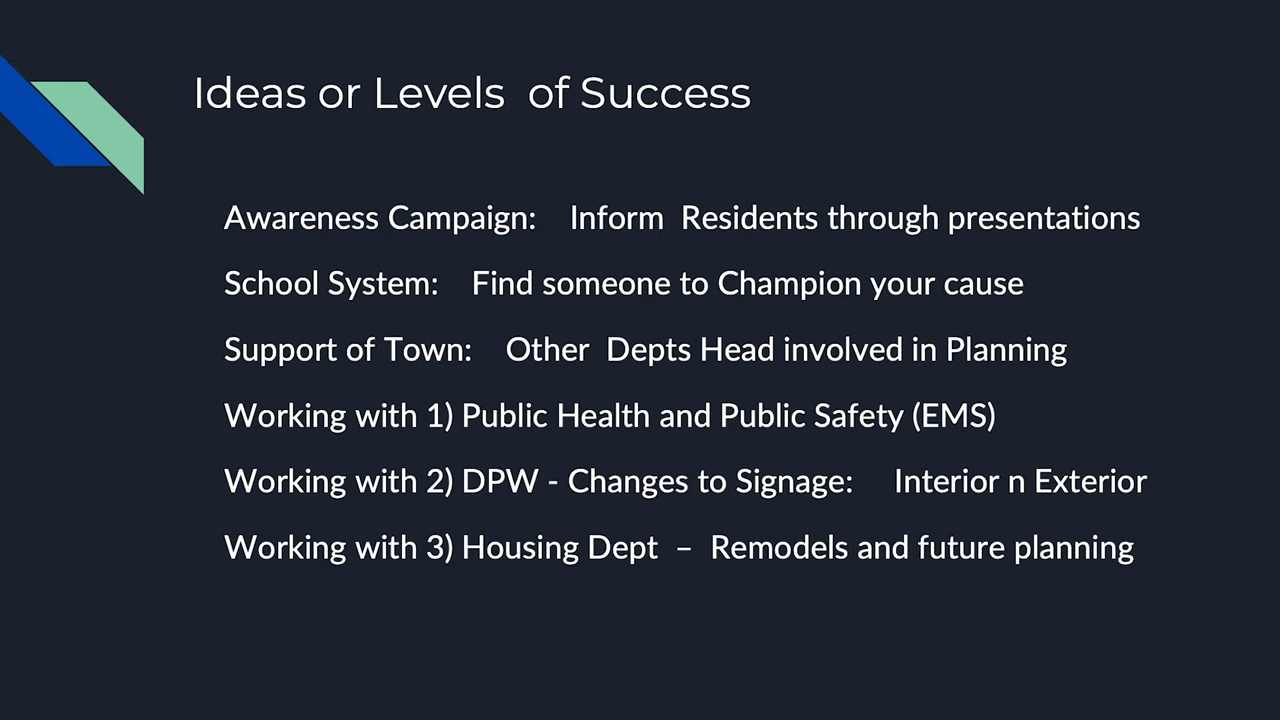 Ideas or Levels  of Success
Awareness Campaign:    Inform  Residents through presentations
School System:    Find someone to Champion your cause
Support of Town:    Other  Depts Head involved in Planning
Working with 1) Public Health and Public Safety (EMS)
Working with 2) DPW - Changes to Signage:     Interior n Exterior
Working with 3) Housing Dept  –  Remodels and future planning